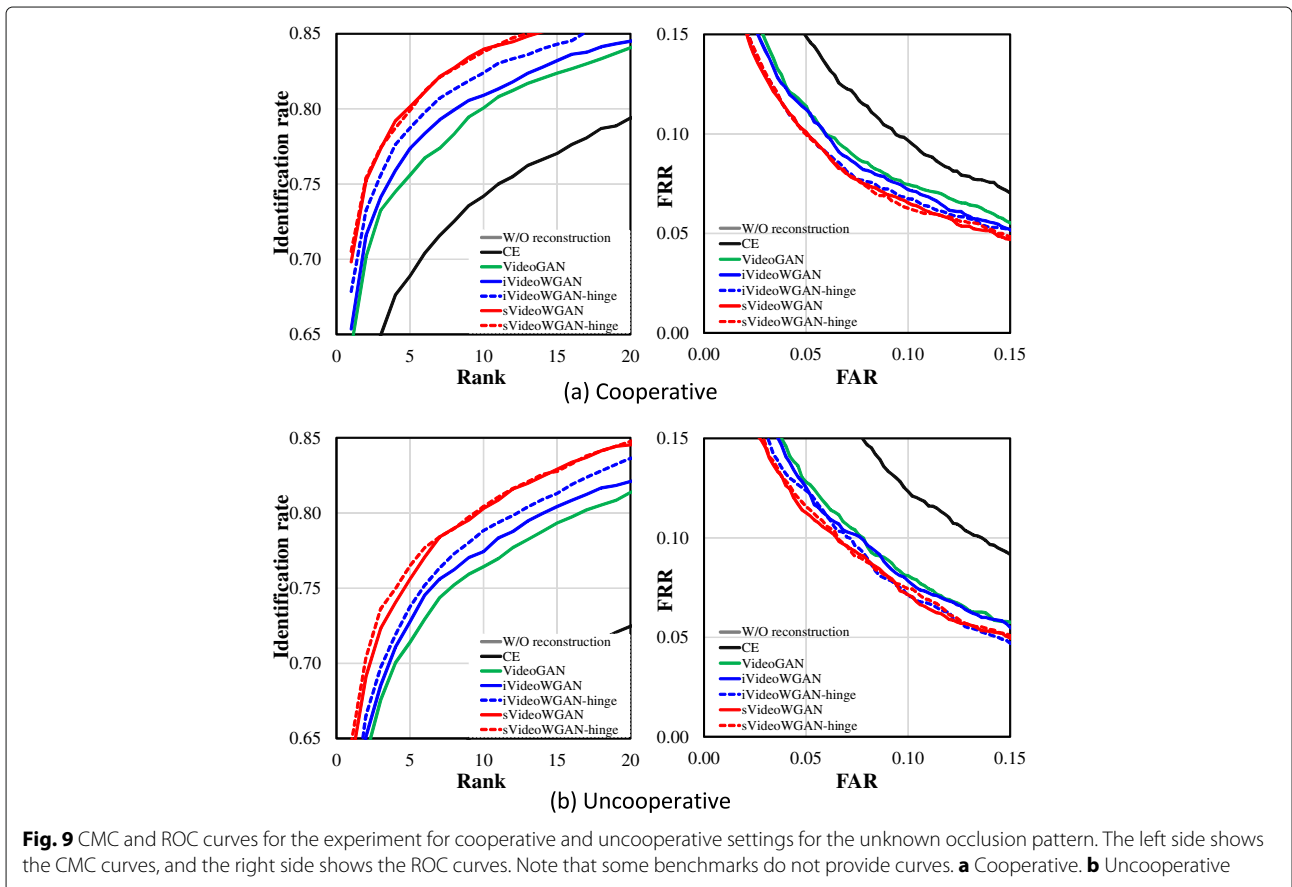 0.85
0.80
0.75
0.70
0.65
Identification rate
W/O reconstruction
CE
VideoGAN
iVideoWGAN
iVideoWGAN-hinge
sVideoWGAN
sVideoWGAN-hinge
0 5 10 15 20
Rank
0.15
0.10
0.05
0.00
FRR
W/O reconstruction
CE
VideoGAN
iVideoWGAN
iVideoWGAN-hinge
sVideoWGAN
sVideoWGAN-hinge
0.00 0.05 0.10 0.15
FAR
(a) Cooperative
0.85
0.80
0.75
0.70
0.65
Identification rate
W/O reconstruction
CE
VideoGAN
iVideoWGAN
iVideoWGAN-hinge
sVideoWGAN
sVideoWGAN-hinge
0 5 10 15 20
Rank
0.15
0.10
0.05
0.00
FRR
W/O reconstruction
CE
VideoGAN
iVideoWGAN
iVideoWGAN-hinge
sVideoWGAN
sVideoWGAN-hinge
0.00 0.05 0.10 0.15
FAR
(b) Uncooperative
Fig. 9 CMC and ROC curves for the experiment for cooperative and uncooperative settings for the unknown occlusion pattern. The left side shows
the CMC curves, and the right side shows the ROC curves. Note that some benchmarks do not provide curves. a Cooperative. b Uncooperative